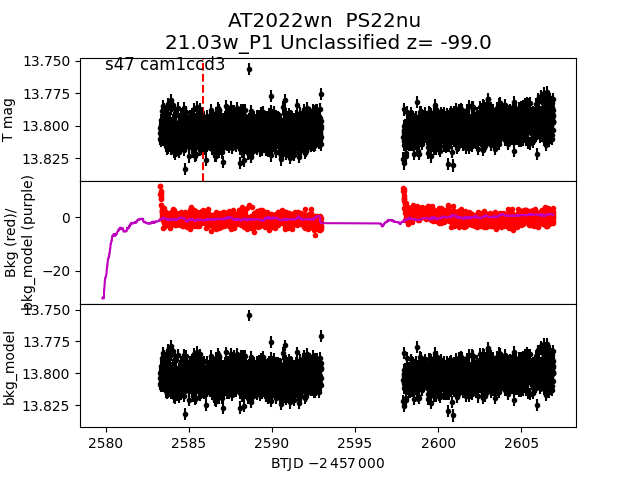 AT2022wn  PS22nu
21.03w_P1 Unclassified z= -99.0
s47 cam1ccd3
13.750
13.775
13.800
13.825
T mag
0
−20
Bkg (red)/
bkg_model (purple)
13.750
13.775
13.800
13.825
bkg_model
2580 2585 2590 2595 2600 2605
BTJD −2 457 000